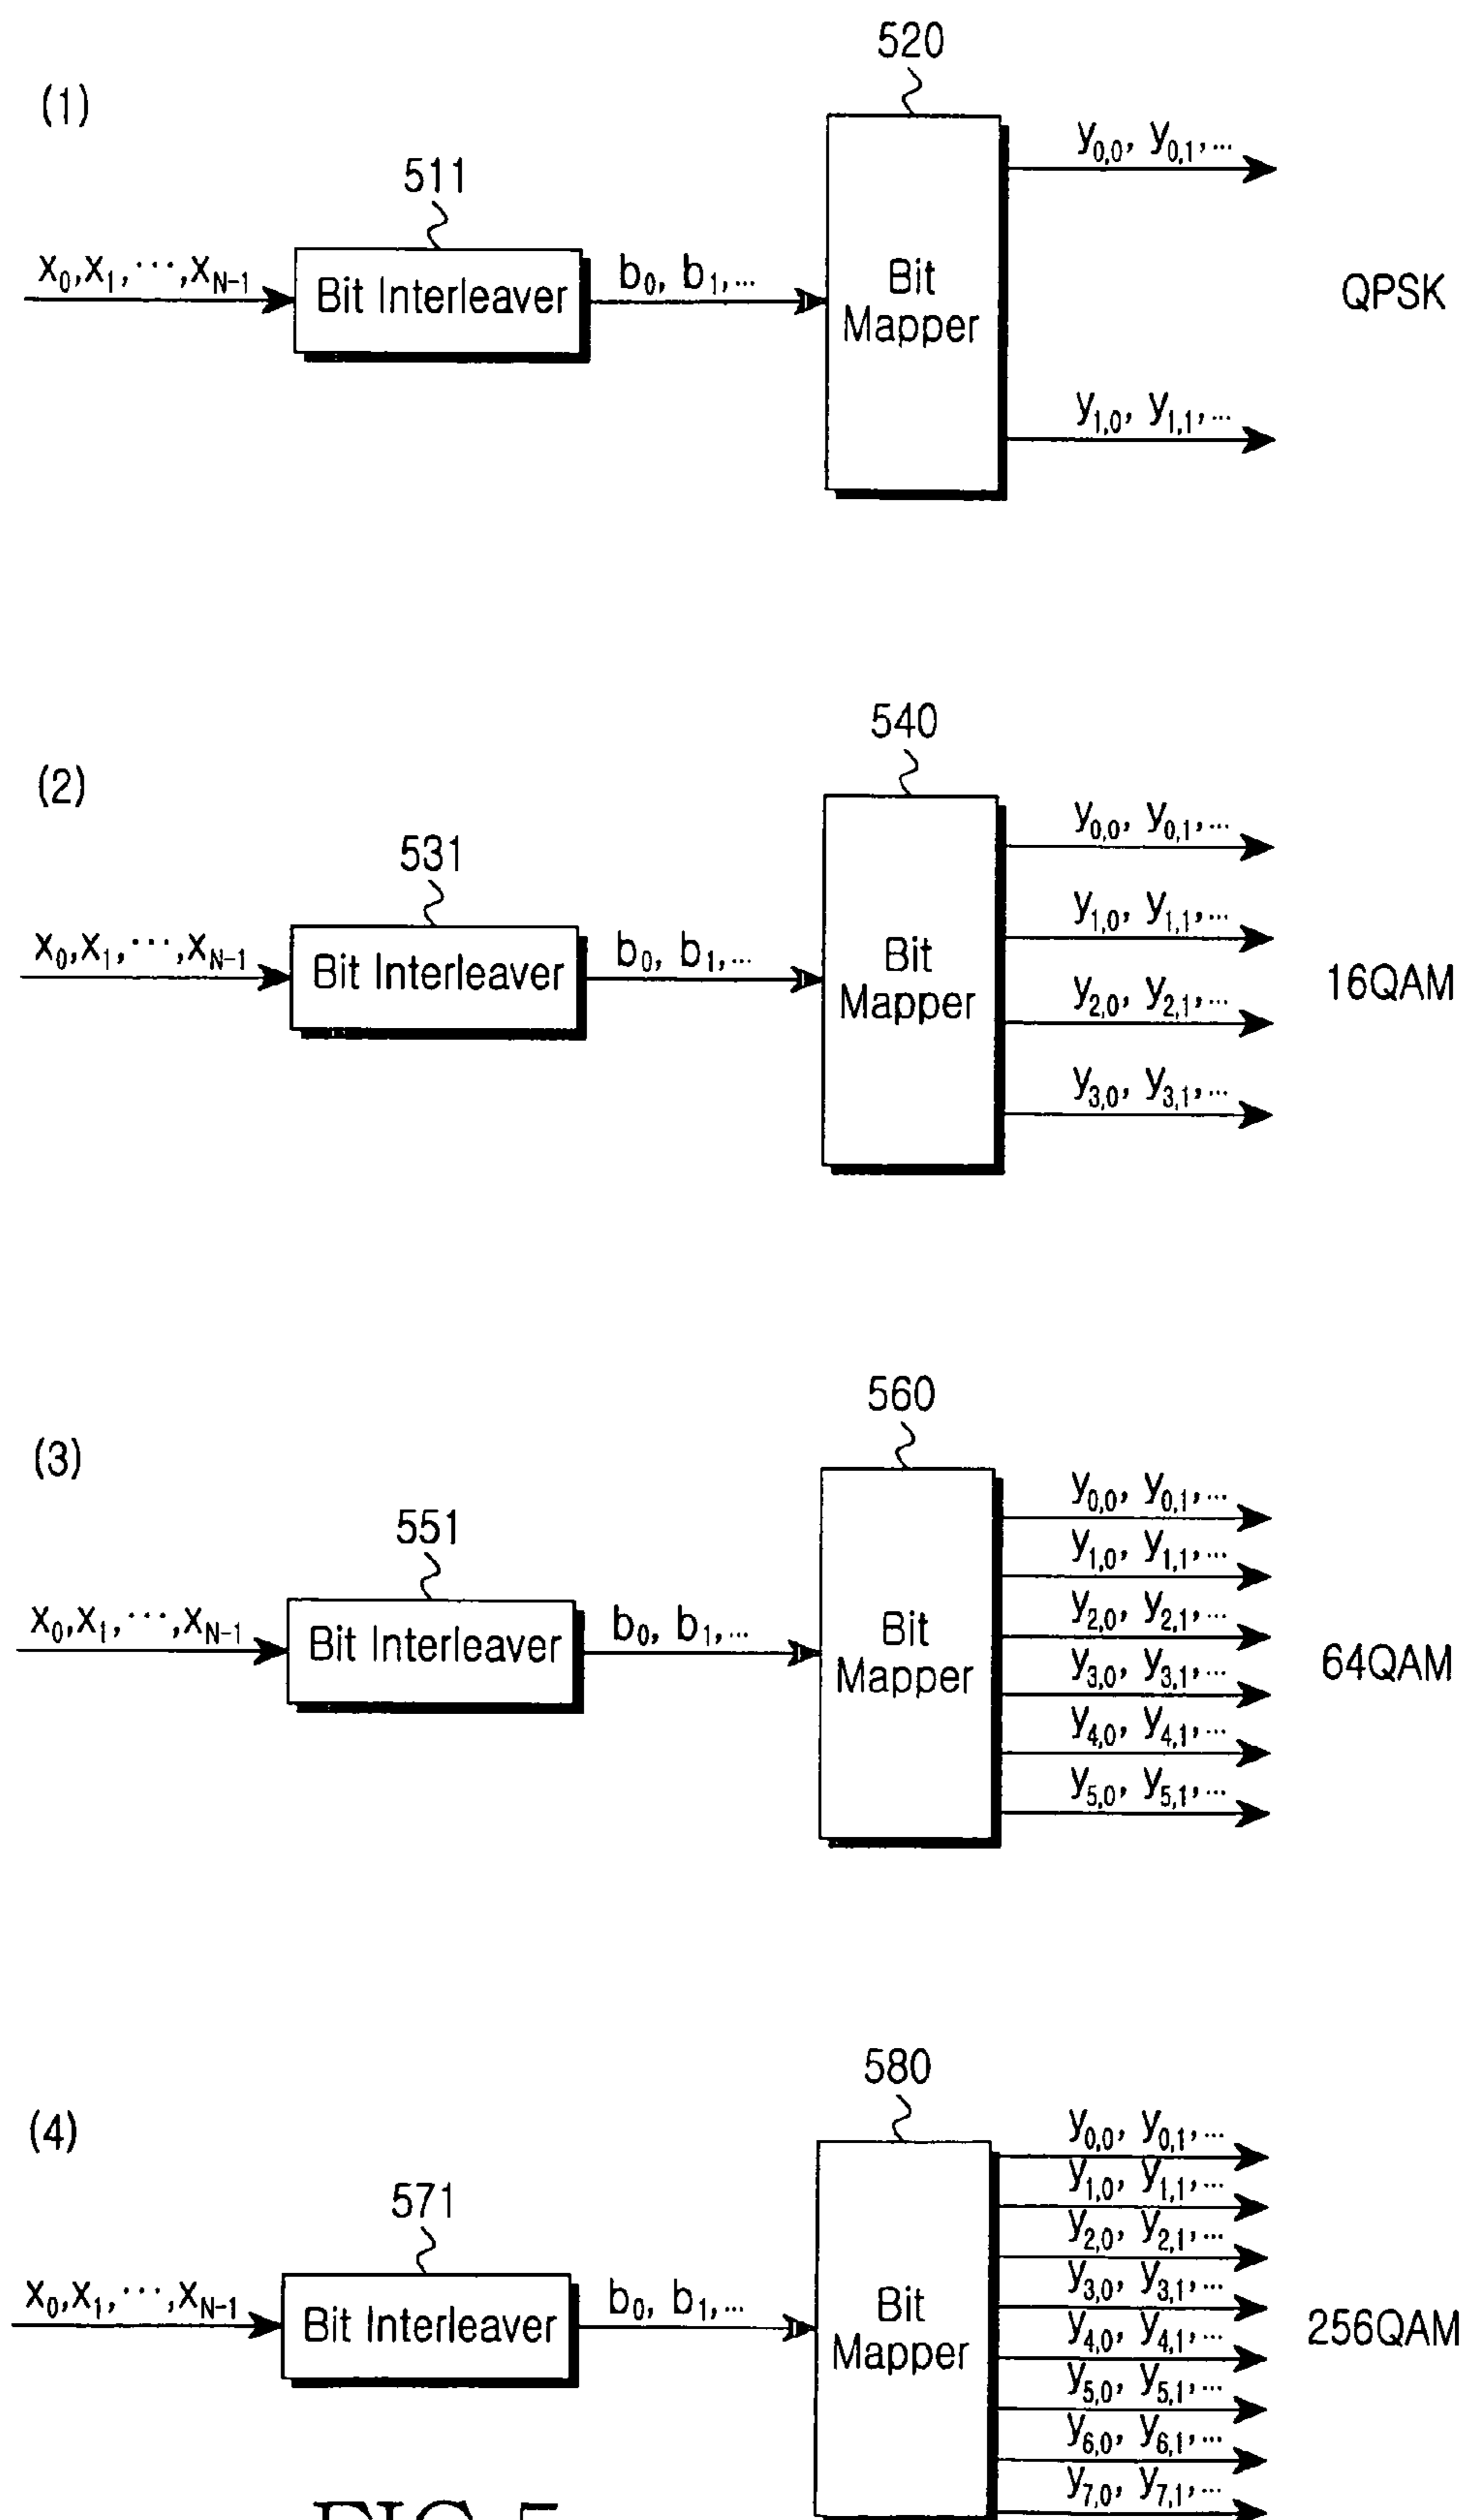 520
(1)
y0,0, y0,1,...
511
x0,x1,...,xN-1
Bit Interleaver
b0, b1,...
Bit
Mapper
QPSK
y1,0, y1,1,...
540
(2)
y0,0, y0,1,...
531
y1,0, y1,1,...
x0,x1,...,xN-1
Bit Interleaver
b0, b1,...
Bit
Mapper
16QAM
y2,0, y2,1,...
y3,0, y3,1,...
560
(3)
y0,0, y0,1,...
551
y1,0, y1,1,...
x0,x1,...,xN-1
Bit Interleaver
b0, b1,...
y2,0, y2,1,...
Bit
Mapper
64QAM
y3,0, y3,1,...
y4,0, y4,1,...
y5,0, y5,1,...
580
(4)
y0,0, y0,1,...
y1,0, y1,1,...
571
y2,0, y2,1,...
x0,x1,...,xN-1
Bit Interleaver
b0, b1,...
y3,0, y3,1,...
Bit
Mapper
256QAM
y4,0, y4,1,...
y5,0, y5,1,...
y6,0, y6,1,...
y7,0, y7,1,...
FIG.5